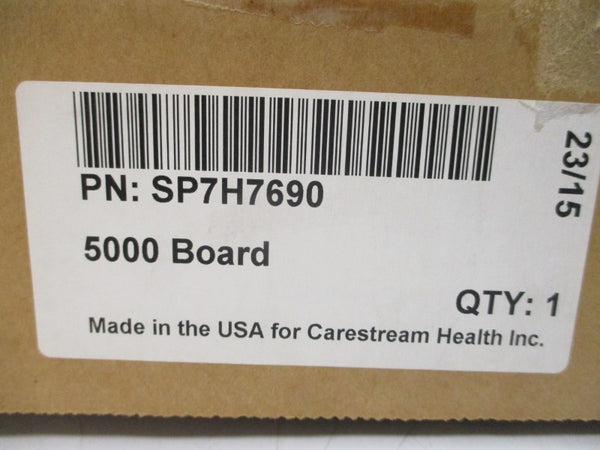 PN: SP7H7690
23/15
5000 Board
QTY: 1
Made in the USA for Carestream Health Inc.